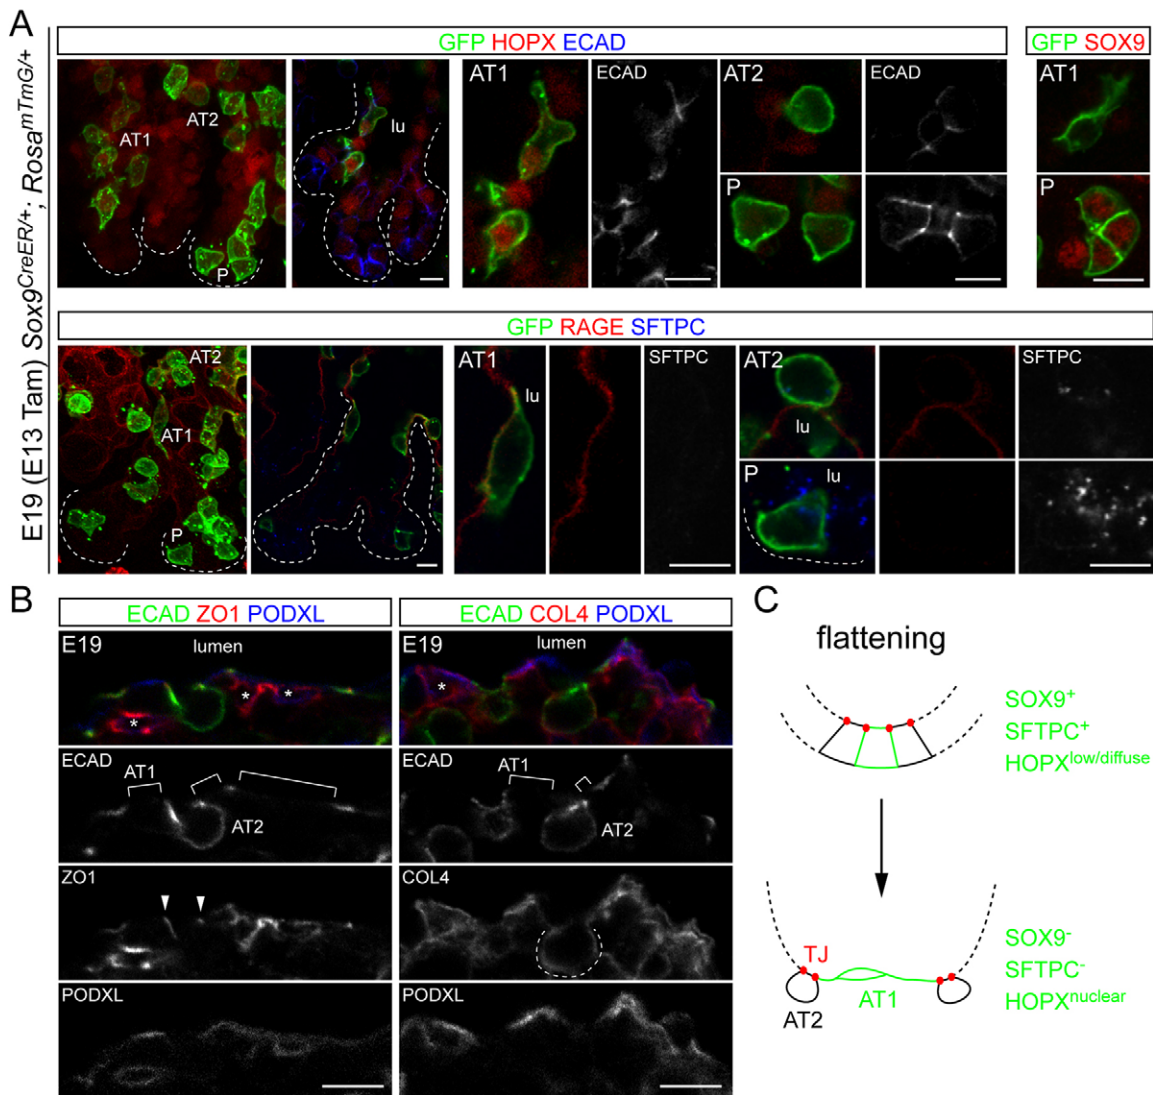 A
E19 (E13 Tam) Sox9CreER/+; RosamTmG/+
GFP HOPX ECAD
GFP SOX9
AT1
AT2
P
lu
AT1
ECAD
AT2
ECAD
P
AT1
P
GFP RAGE SFTPC
AT2
AT1
P
AT1
lu
SFTPC
AT2
lu
SFTPC
P
lu
B
ECAD ZO1 PODXL
E19
lumen
*
*
*
ECAD
AT1
AT2
ZO1
PODXL
ECAD COL4 PODXL
E19
lumen
*
ECAD
AT1
AT2
COL4
PODXL
C
flattening
SOX9+
SFTPC+
HOPXlow/diffuse
TJ
AT1
AT2
SOX9-
SFTPC-
HOPXnuclear